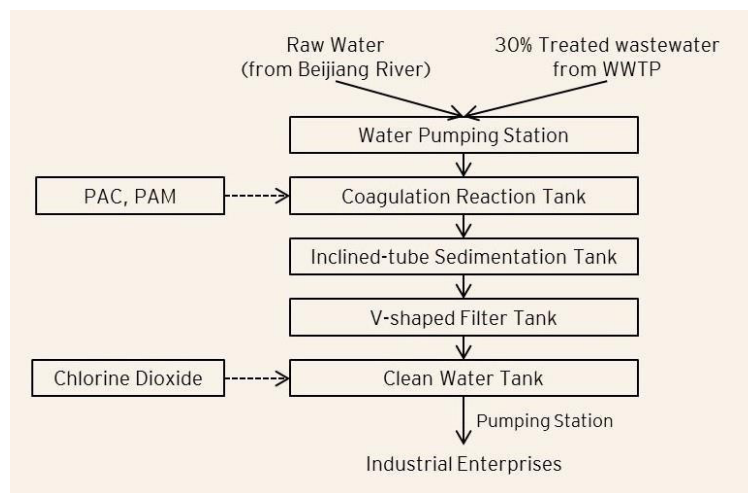 Raw Water
(from Beijiang River)
30% Treated wastewater
from WWTP
Water Pumping Station
PAC, PAM
Coagulation Reaction Tank
Inclined-tube Sedimentation Tank
V-shaped Filter Tank
Chlorine Dioxide
Clean Water Tank
Pumping Station
Industrial Enterprises